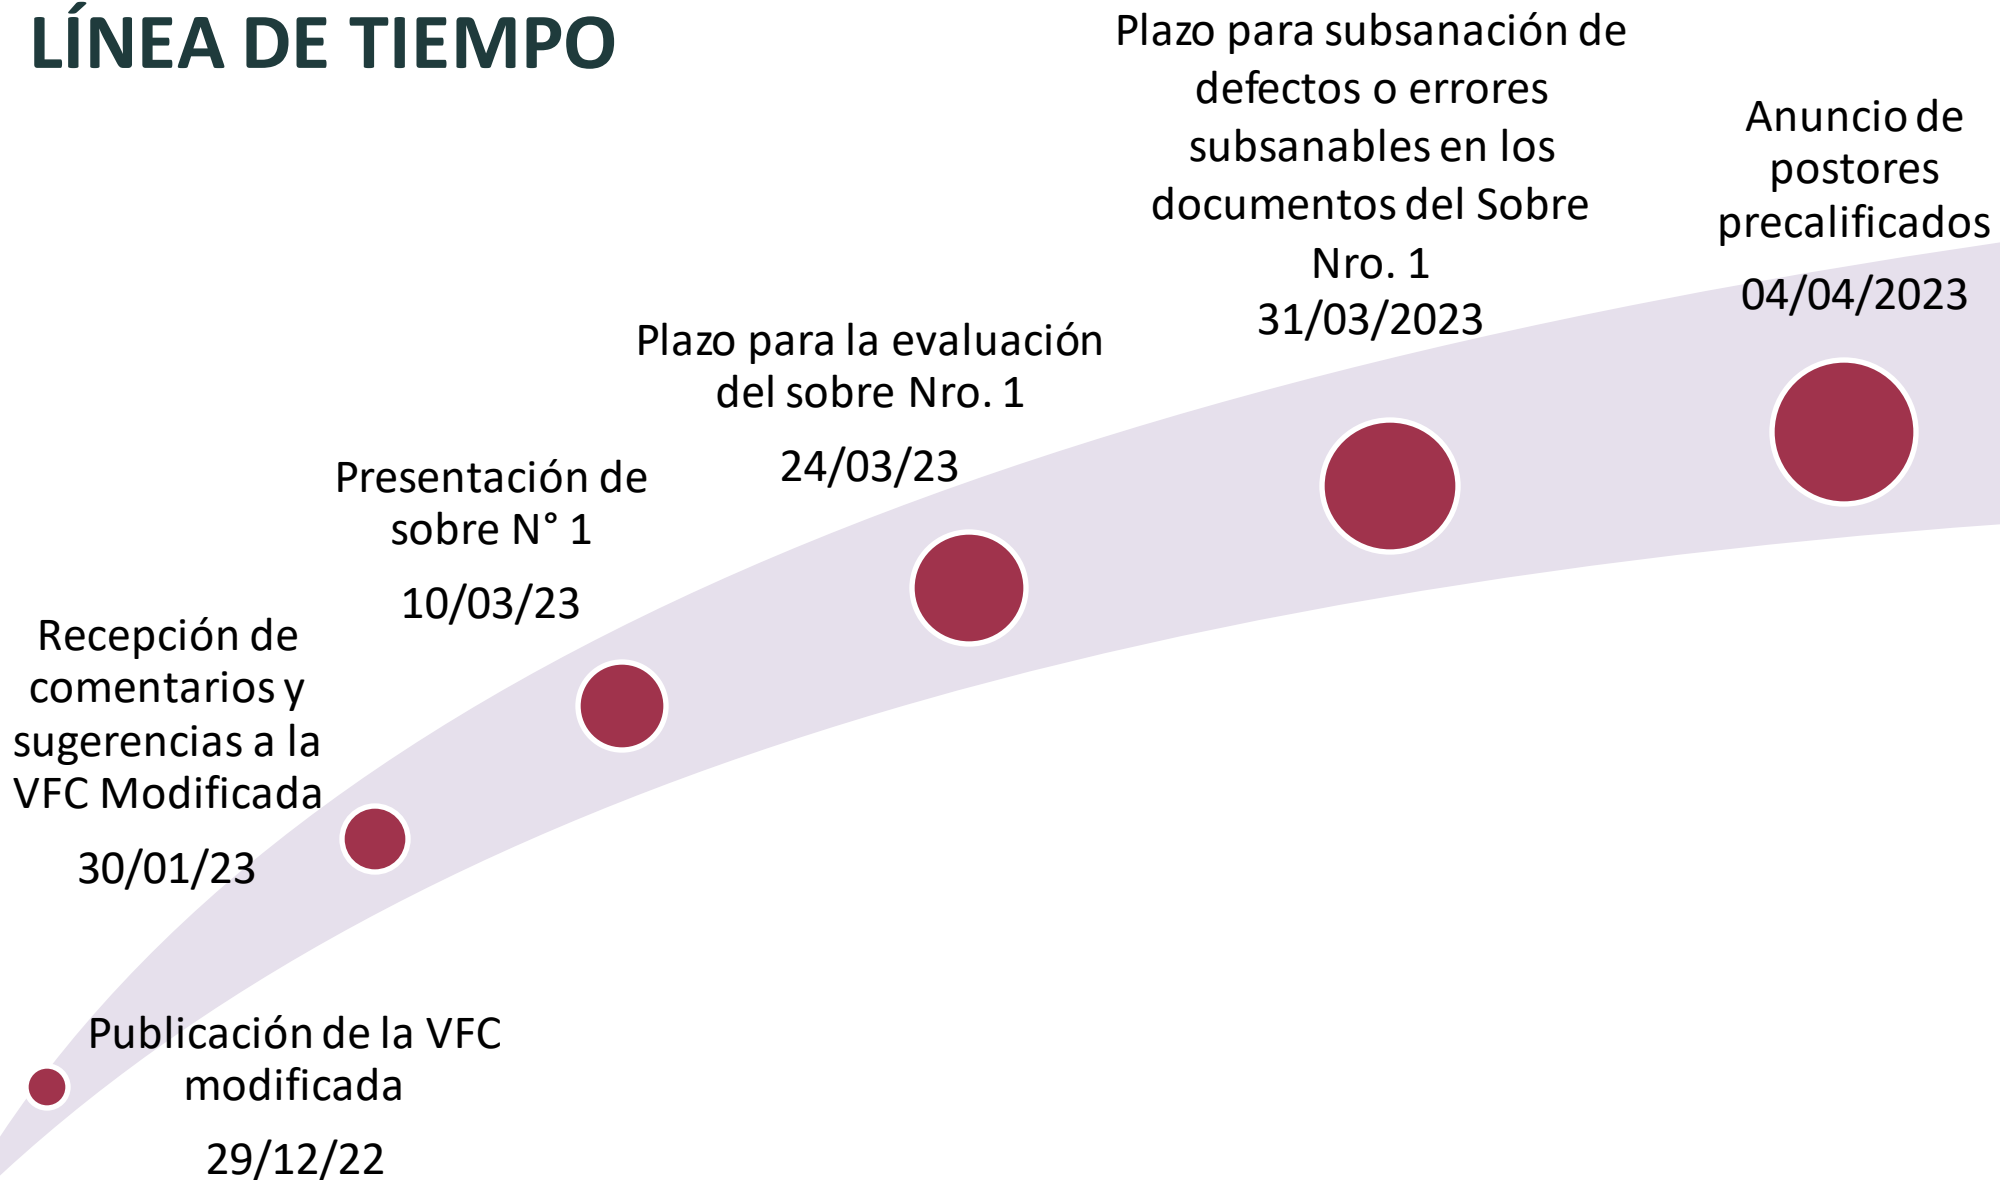 LÍNEA DE TIEMPO
Publicación de la VFC
modificada
29/12/22
Recepción de
comentarios y
sugerencias a la
VFC Modificada
30/01/23
Presentación de
sobre N° 1
10/03/23
Plazo para la evaluación
del sobre Nro. 1
24/03/23
Plazo para subsanación de
defectos o errores
subsanables en los
documentos del Sobre
Nro. 1
31/03/2023
Anuncio de
postores
precalificados
04/04/2023